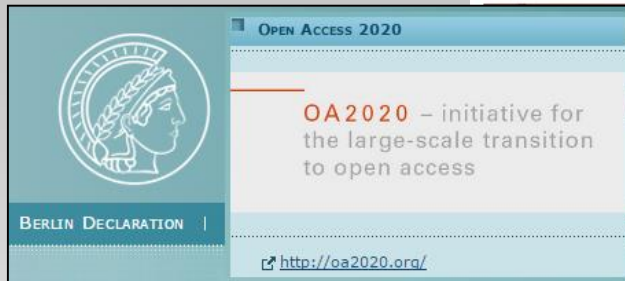 OPEN ACCESS 2020
OA2020 – initiative for
the large-scale transition
to open access
BERLIN DECLARATION |
http://oa2020.org/